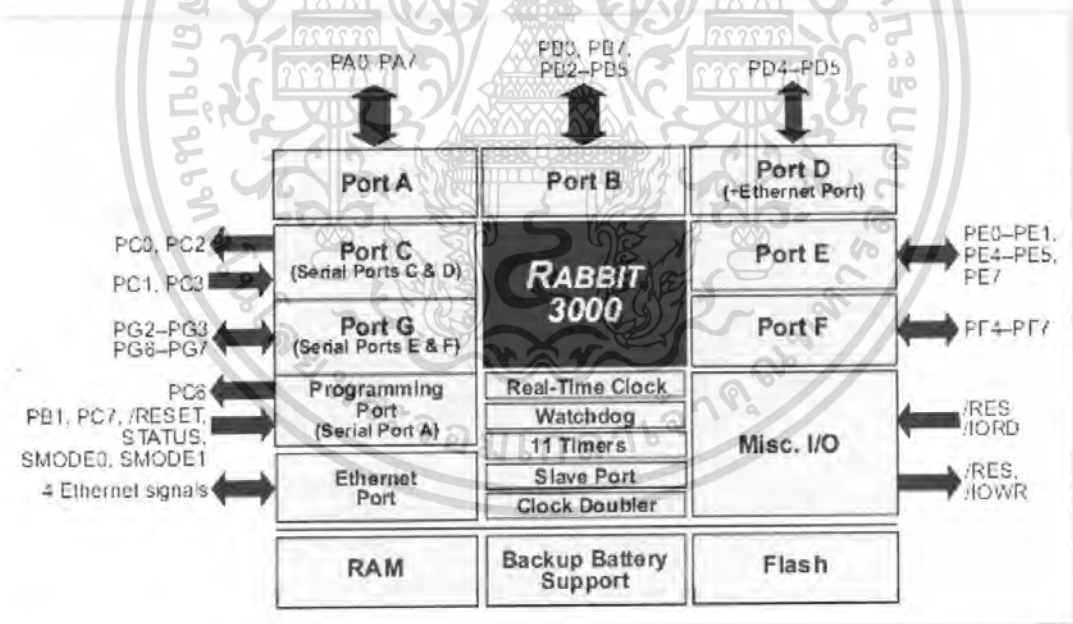 PA0-PA7
PB0, PB7,
PB2–PB5
PD4–PD5
Port A
Port B
Port D
(+Ethernet Port)
PC0, PC2
PC1, PC3
Port C
(Serial Ports C & D)
RABBIT
3000
Port E
PE0–PE1,
PE4–PE5,
PE7
PG2–PG3
PG6–PG7
Port G
(Serial Ports E & F)
Port F
PF4–PF7
PC6
PB1, PC7, /RESET,
STATUS,
SMODE0, SMODE1
Programming
Port
(Serial Port A)
Real-Time Clock
Watchdog
11 Timers
Slave Port
Clock Doubler
Misc. I/O
/RES
/IORD
/RES,
/IOWR
4 Ethernet signals
Ethernet
Port
RAM
Backup Battery
Support
Flash